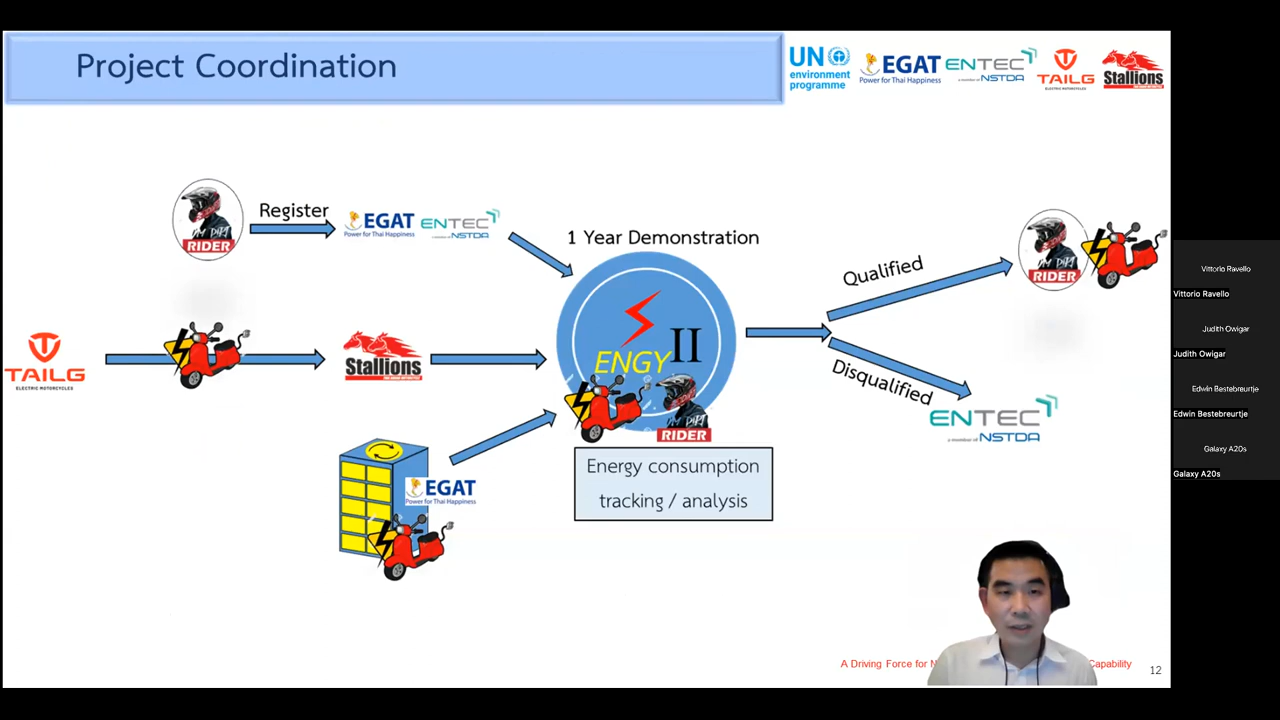 Project Coordination
UN
environment
programme
EGAT
Power for Thai Happiness
ENTEC
a member of NSTDA
TAILG
ELECTRIC MOTORCYCLES
Stallions
RIDER
Register
EGAT
Power for Thai Happiness
ENTEC
a member of NSTDA
1 Year Demonstration
Qualified
RIDER
TAILG
ELECTRIC MOTORCYCLES
Stallions
ENGY II
RIDER
Disqualified
ENTEC
a member of NSTDA
EGAT
Power for Thai Happiness
Energy consumption
tracking / analysis
A Driving Force for
Capability
12
Vittorio Ravello
Vittorio Ravello
Judith Owigar
Judith Owigar
Edwin Bestebreurtje
Edwin Bestebreurtje
Galaxy A20s
Galaxy A20s